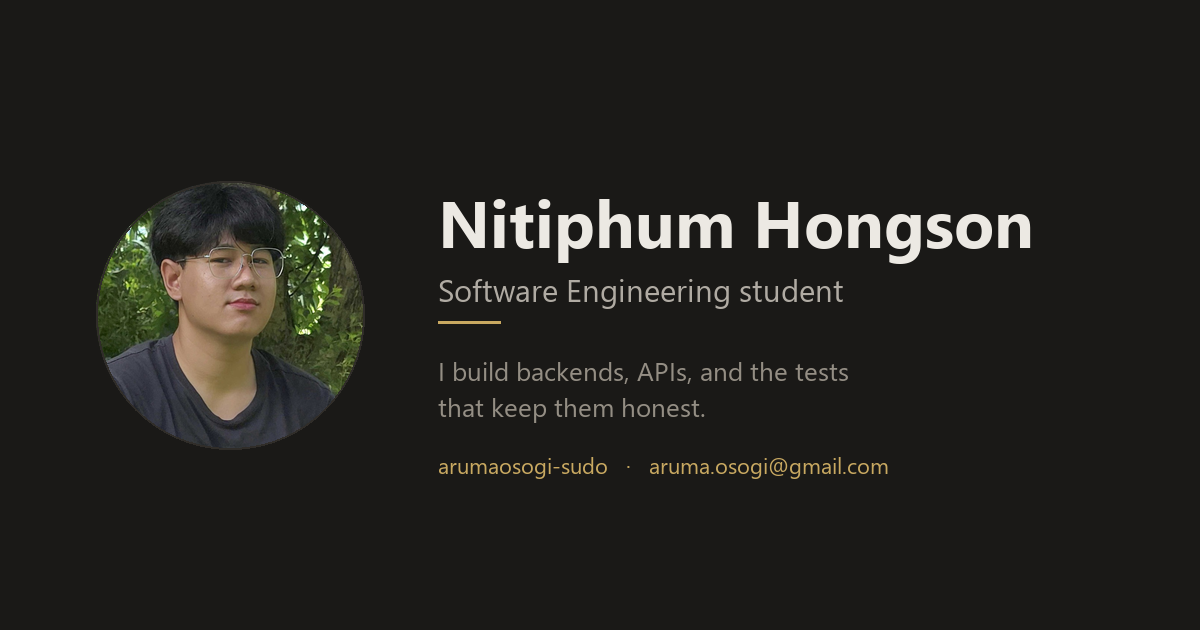 Nitiphum Hongson
Software Engineering student
I build backends, APIs, and the tests
that keep them honest.
arumaosogi-sudo · aruma.osogi@gmail.com